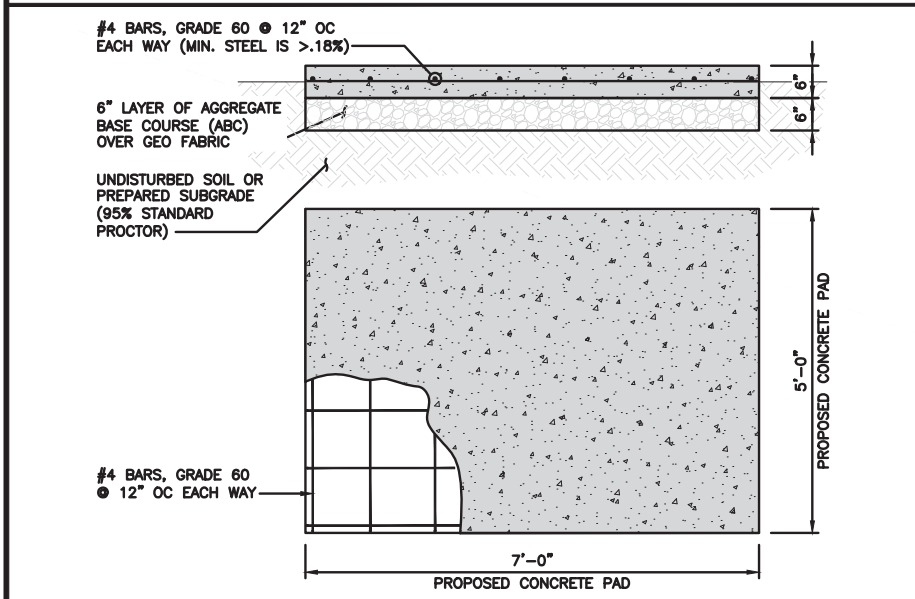 #4 BARS, GRADE 60 @ 12" OC
EACH WAY (MIN. STEEL IS >.18%)
6"
6"
6" LAYER OF AGGREGATE
BASE COURSE (ABC)
OVER GEO FABRIC
UNDISTURBED SOIL OR
PREPARED SUBGRADE
(95% STANDARD
PROCTOR)
5'-0"
PROPOSED CONCRETE PAD
#4 BARS, GRADE 60
@ 12" OC EACH WAY
7'-0"
PROPOSED CONCRETE PAD